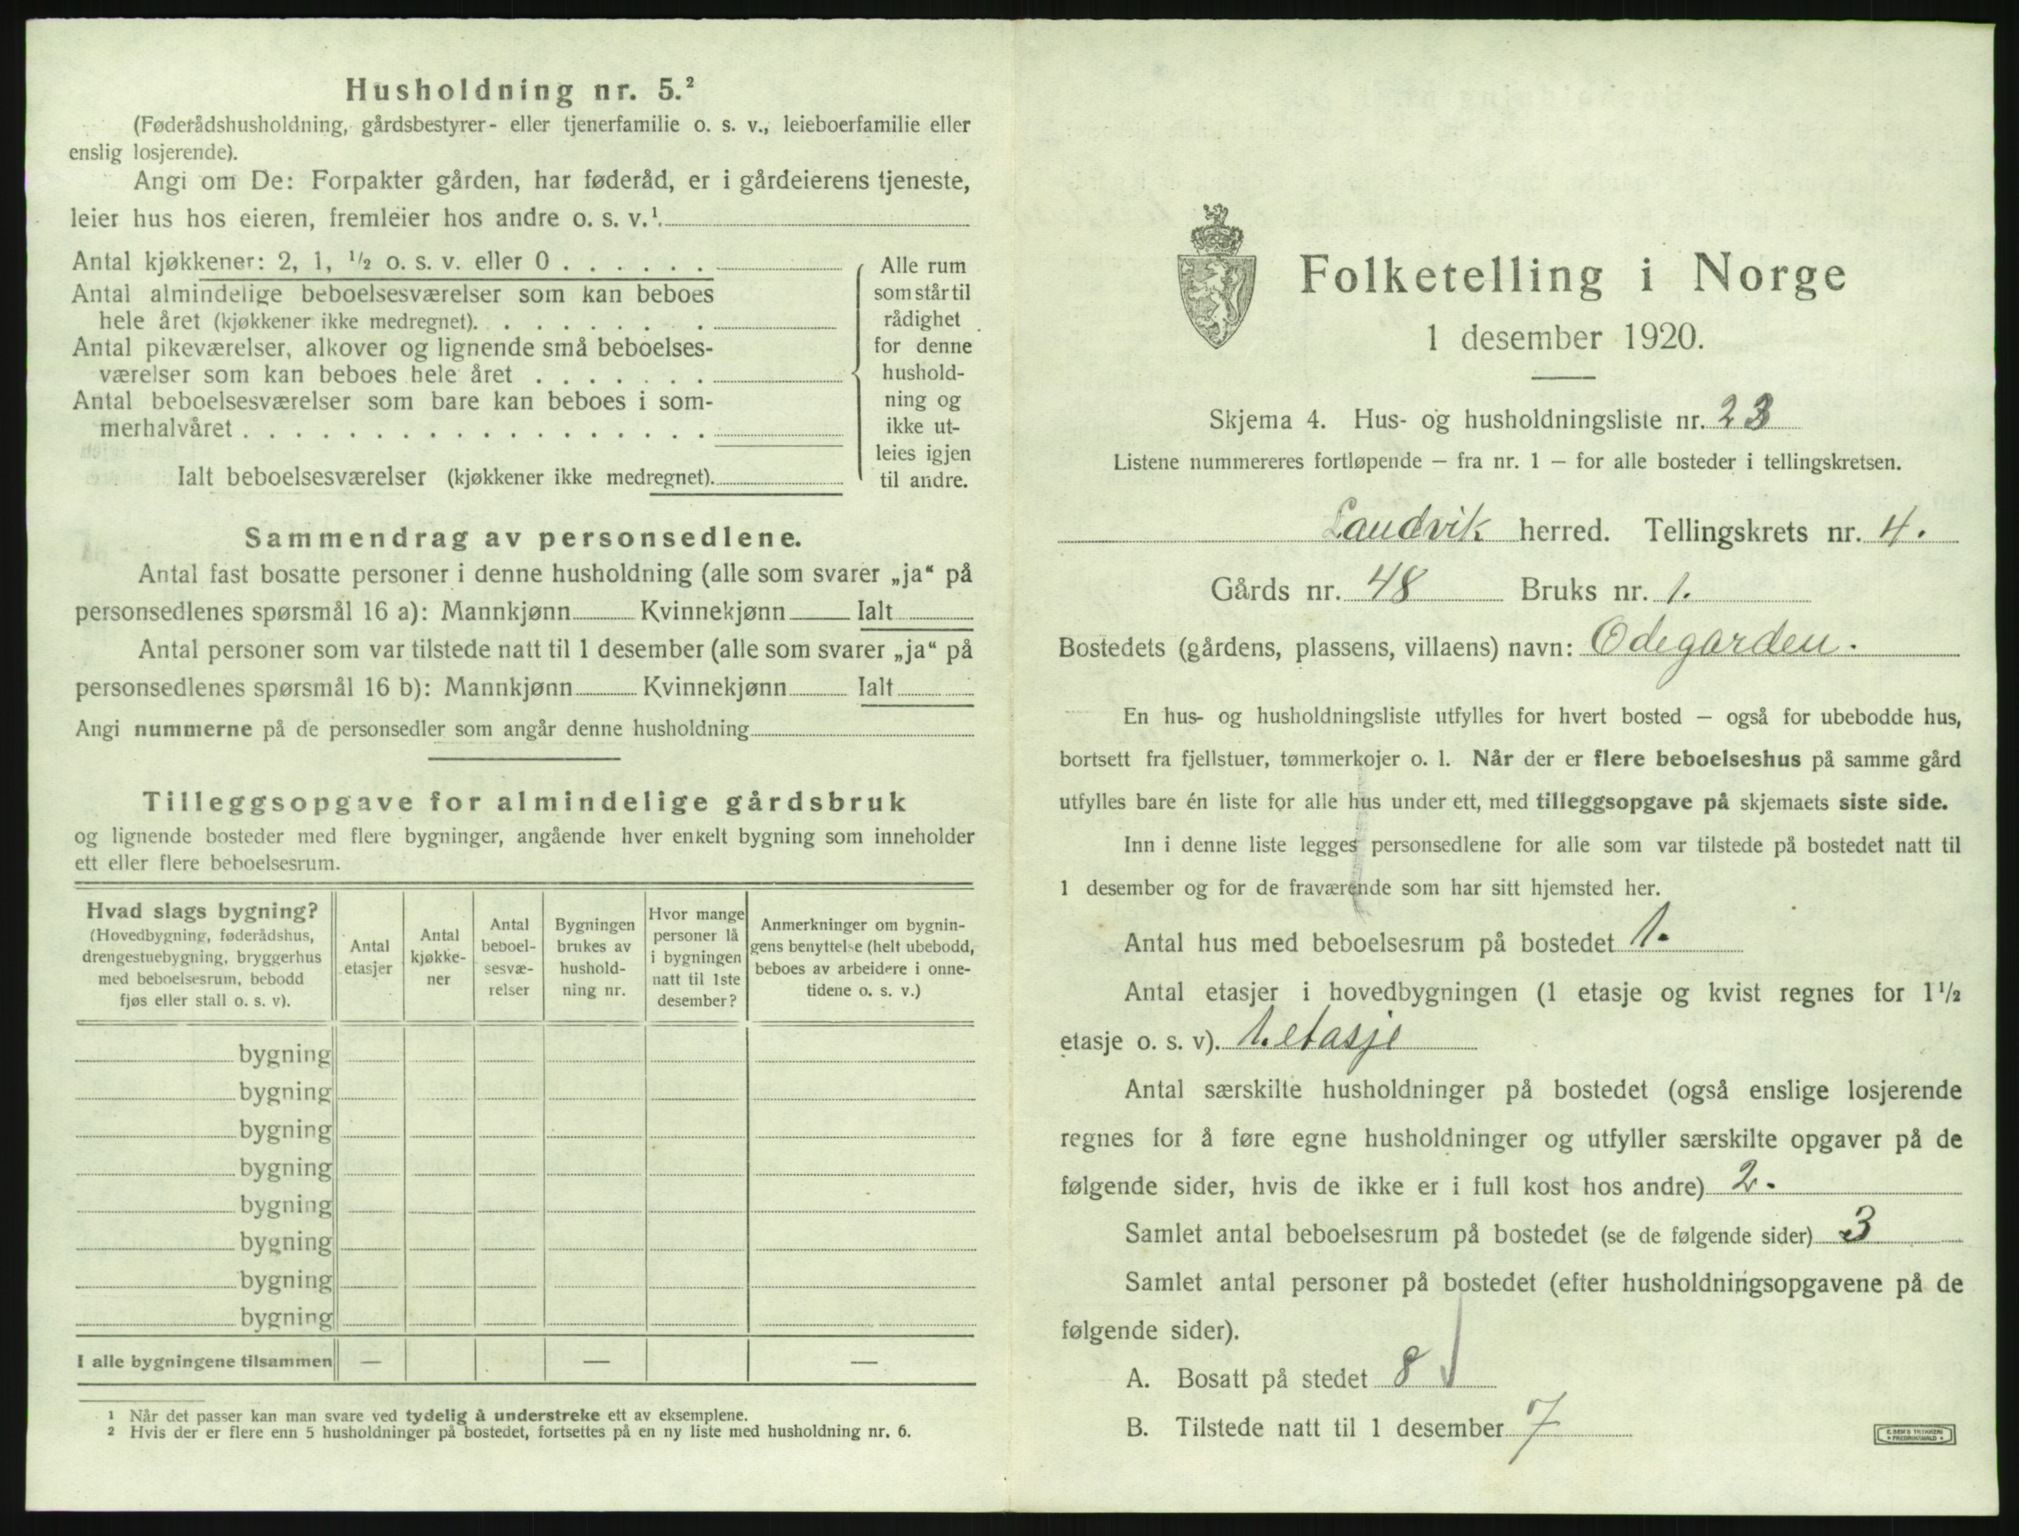 Husholdning nr. 5.²
(Føderådshusholdning, gårdsbestyrer- eller tjenerfamilie o. s. v., leieboerfamilie eller
enslig losjerende).
Angi om De: Forpakter gården, har føderåd, er i gårdeierens tjeneste,
leier hus hos eieren, fremleier hos andre o. s. v.¹.
Antal kjøkkener: 2, 1, ½ o. s. v. eller 0 . . . . . .
Antal almindelige beboelsesværelser som kan beboes
hele året (kjøkkener ikke medregnet). . . . . . . . .
Antal pikeværelser, alkover og lignende små beboelses-
værelser som kan beboes hele året . . . . . . .
Antal beboelsesværelser som bare kan beboes i som-
merhalvåret . . . . . . . . . . . . . . . . . .
Ialt beboelsesværelser (kjøkkener ikke medregnet).
Alle rum
som står til
rådighet
for denne
hushold-
ning og
ikke ut-
leies igjen
til andre.
Sammendrag av personsedlene.
Antal fast bosatte personer i denne husholdning (alle som svarer „ja“ på
personsedlenes spørsmål 16 a): Mannkjønn Kvinnekjønn Ialt
Antal personer som var tilstede natt til 1 desember (alle som svarer „ja“ på
personsedlenes spørsmål 16 b): Mannkjønn Kvinnekjønn Ialt
Angi nummerne på de personsedler som angår denne husholdning
Tilleggsopgave for almindelige gårdsbruk
og lignende bosteder med flere bygninger, angående hver enkelt bygning som inneholder
ett eller flere beboelsesrum.
Hvad slags bygning?
(Hovedbygning, føderådshus,
drengestuebygning, bryggerhus
med beboelsesrum, bebodd
fjøs eller stall o. s. v).
Antal
etasjer
Antal
kjøkke-
ner
Antal
beboel-
sesvæ-
relser
Bygningen
brukes av
hushold-
ning nr.
Hvor mange
personer lå
i bygningen
natt til 1ste
desember?
Anmerkninger om bygnin-
gens benyttelse (helt ubebodd,
beboes av arbeidere i onne-
tidene o. s. v.)
bygning
bygning
bygning
bygning
bygning
bygning
bygning
bygning
I alle bygningene tilsammen — — —
¹ Når det passer kan man svare ved tydelig å understreke ett av eksemplene.
² Hvis der er flere enn 5 husholdninger på bostedet, fortsettes på en ny liste med husholdning nr. 6.
Folketelling i Norge
1 desember 1920.
Skjema 4. Hus- og husholdningsliste nr. 23
Listene nummereres fortløpende — fra nr. 1 — for alle bosteder i tellingskretsen.
Landvik herred. Tellingskrets nr. 4.
Gårds nr. 48 Bruks nr. 1.
Bostedets (gårdens, plassens, villaens) navn: Odegarden.
En hus- og husholdningsliste utfylles for hvert bosted — også for ubebodde hus,
bortsett fra fjellstuer, tømmerkojer o. l. Når der er flere beboelseshus på samme gård
utfylles bare én liste for alle hus under ett, med tilleggsopgave på skjemaets siste side.
Inn i denne liste legges personsedlene for alle som var tilstede på bostedet natt til
1 desember og for de fraværende som har sitt hjemsted her.
Antal hus med beboelsesrum på bostedet 1.
Antal etasjer i hovedbygningen (1 etasje og kvist regnes for 1½
etasje o. s. v). 1. etasje
Antal særskilte husholdninger på bostedet (også enslige losjerende
regnes for å føre egne husholdninger og utfyller særskilte opgaver på de
følgende sider, hvis de ikke er i full kost hos andre) 2.
Samlet antal beboelsesrum på bostedet (se de følgende sider) 3
Samlet antal personer på bostedet (efter husholdningsopgavene på de
følgende sider).
A. Bosatt på stedet 8
B. Tilstede natt til 1 desember 7